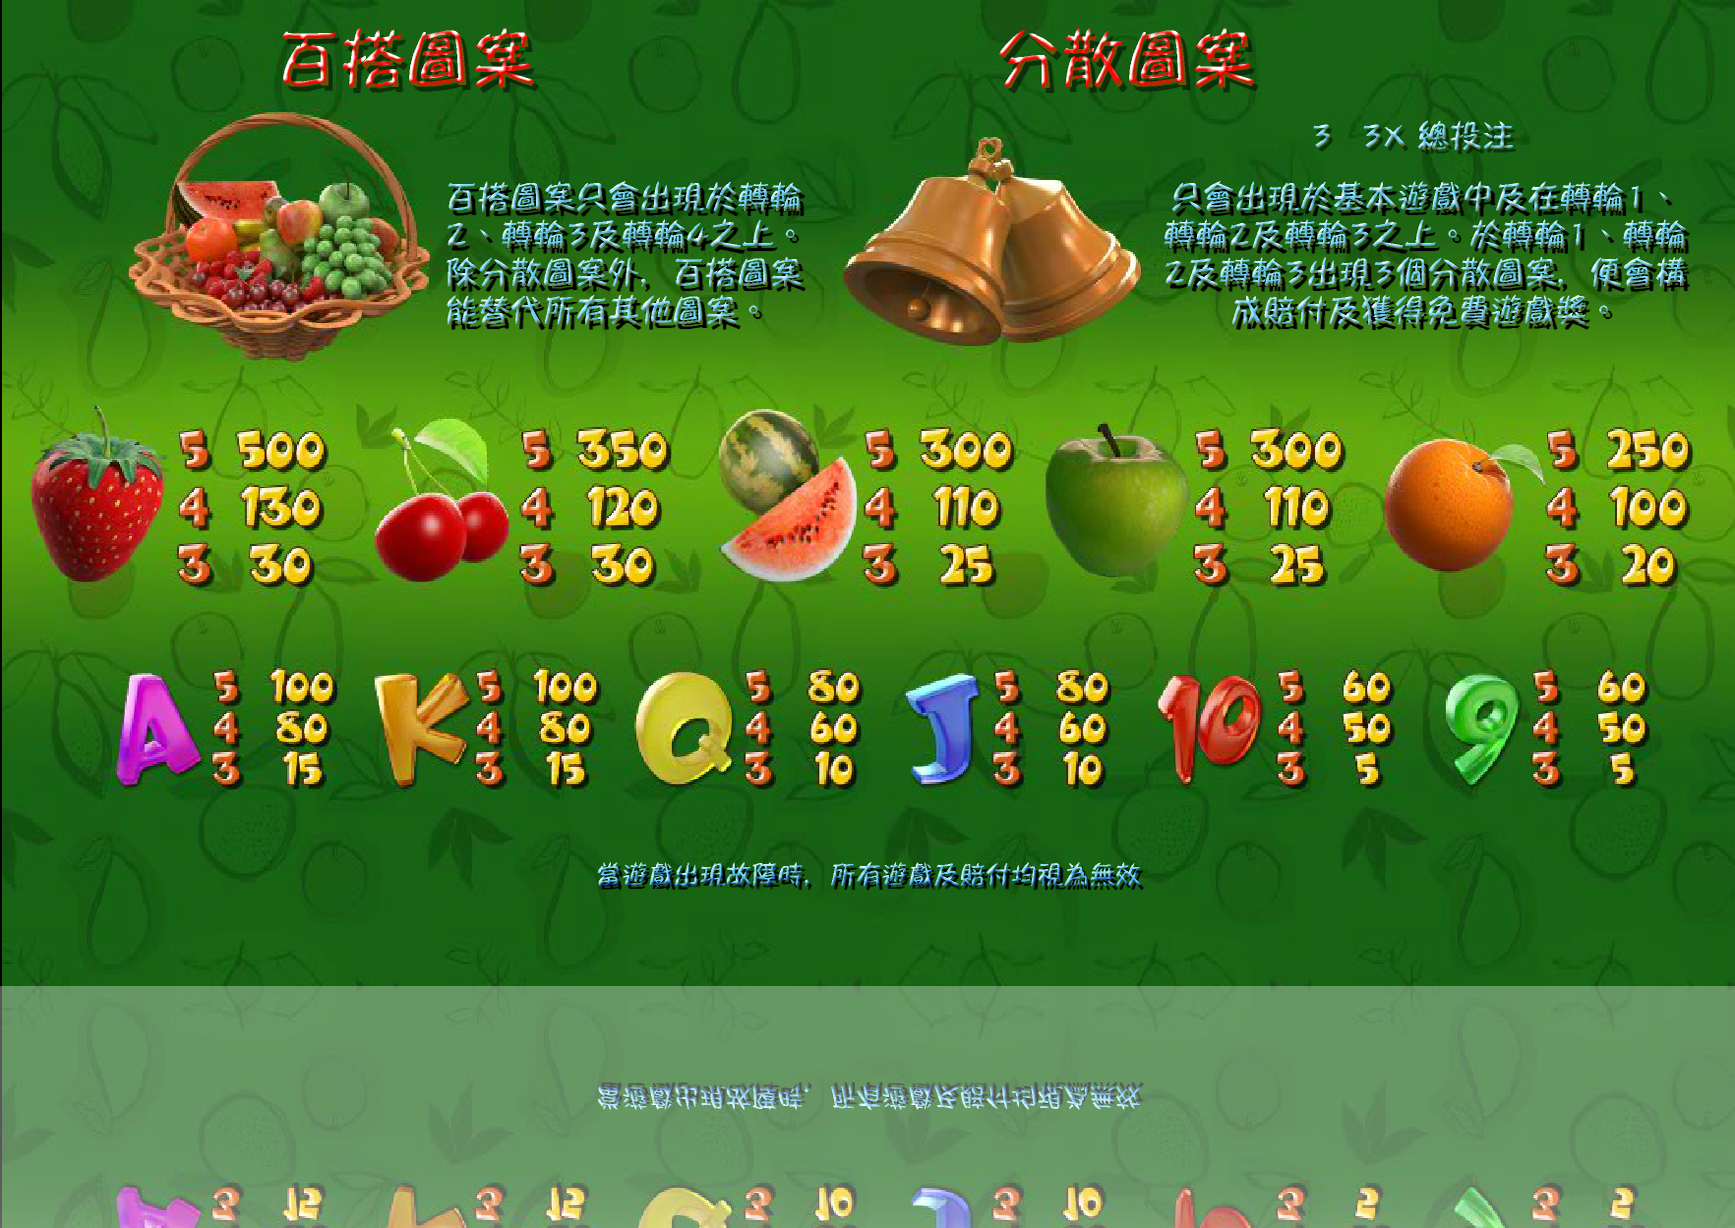 百搭圖案
分散圖案
百搭圖案只會出現於轉輪
2、轉輪3及轉輪4之上。
除分散圖案外，百搭圖案
能替代所有其他圖案。
3 3X 總投注
只會出現於基本遊戲中及在轉輪1、
轉輪2及轉輪3之上。於轉輪1、轉輪
2及轉輪3出現3個分散圖案，便會構
成賠付及獲得免費遊戲獎。
5 500
4 130
3 30
5 350
4 120
3 30
5 300
4 110
3 25
5 300
4 110
3 25
5 250
4 100
3 20
A
5 100
4 80
3 15
K
5 100
4 80
3 15
Q
5 80
4 60
3 10
J
5 80
4 60
3 10
10
5 60
4 50
3 5
9
5 60
4 50
3 5
當遊戲出現故障時，所有遊戲及賠付均視為無效